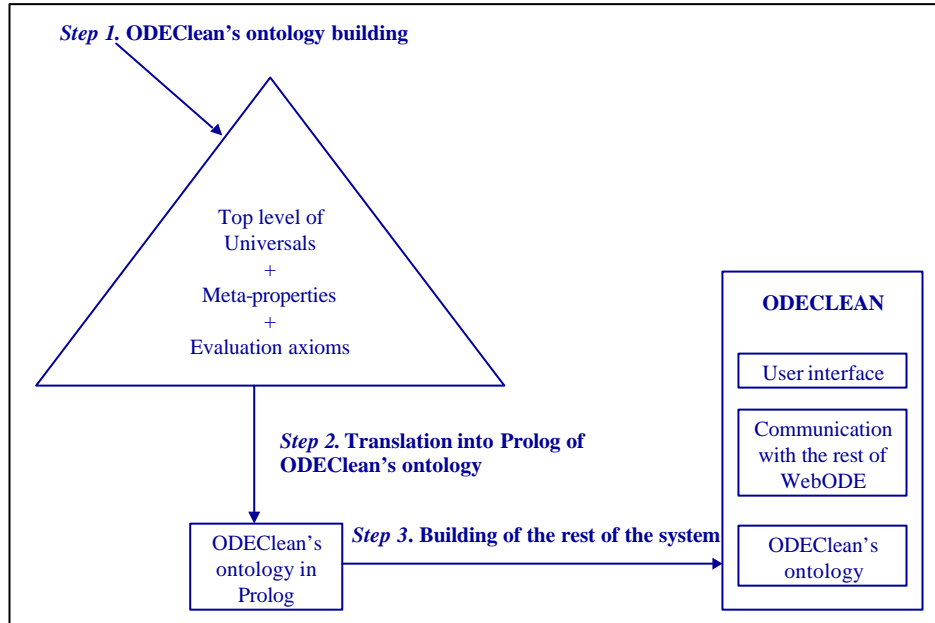 Step 1. ODEClean's ontology building
Top level of
Universals
+
Meta-properties
+
Evaluation axioms
Step 2. Translation into Prolog of
ODEClean's ontology
ODEClean's
ontology in
Prolog
Step 3. Building of the rest of the system
ODECLEAN
User interface
Communication
with the rest of
WebODE
ODEClean's
ontology